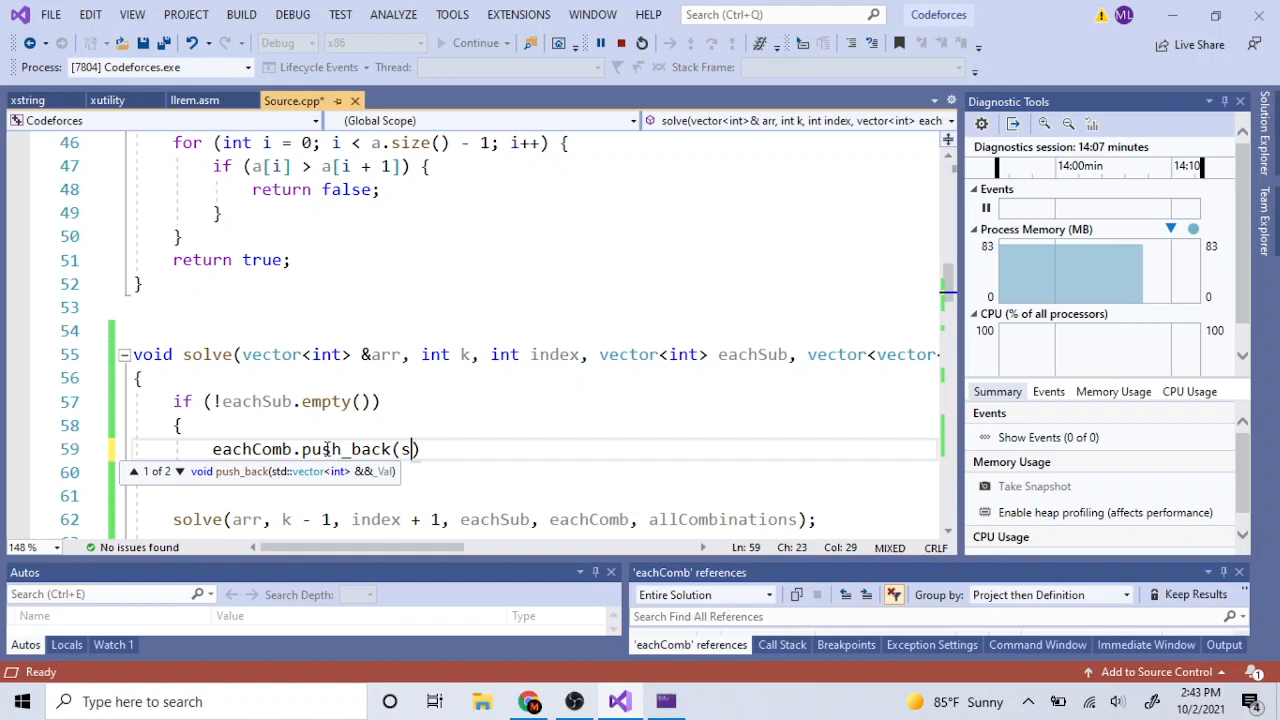 FILE EDIT VIEW PROJECT BUILD DEBUG TEST ANALYZE TOOLS EXTENSIONS WINDOW HELP Search (Ctrl+Q) Codeforces ML
Debug x86 Continue Live Share
Process: [7804] Codeforces.exe Lifecycle Events Thread: Stack Frame:
xstring xutility llrem.asm Source.cpp*
Codeforces (Global Scope) solve(vector<int>& arr, int k, int index, vector<int> each
46 for (int i = 0; i < a.size() - 1; i++) {
47 if (a[i] > a[i + 1]) {
48 return false;
49 }
50 }
51 return true;
52 }
53
54
55 void solve(vector<int> &arr, int k, int index, vector<int> eachSub, vector<vector<
56 {
57 if (!eachSub.empty())
58 {
59 eachComb.push_back(s)
60 1 of 2 void push_back(std::vector<int> &&_Val)
61
62 solve(arr, k - 1, index + 1, eachSub, eachComb, allCombinations);
148 % No issues found Ln: 59 Ch: 23 Col: 29 MIXED CRLF
Diagnostic Tools
Diagnostics session: 14:07 minutes
14:00min 14:10
Events
Process Memory (MB)
83 83
0 0
CPU (% of all processors)
100 100
Summary Events Memory Usage CPU Usage
Events
Show Events (0 of 0)
Memory Usage
Take Snapshot
Enable heap profiling (affects performance)
CPU Usage
Solution Explorer
Team Explorer
Autos
Search (Ctrl+E) Search Depth:
Name Value Type
Autos Locals Watch 1
'eachComb' references
Entire Solution Group by: Project then Definition Keep Results
Search Find All References
'eachComb' references Call Stack Breakpoints Exception Settings Command Window Immediate Window Output
Ready Add to Source Control 1
Type here to search 85°F Sunny 2:43 PM
10/2/2021 4